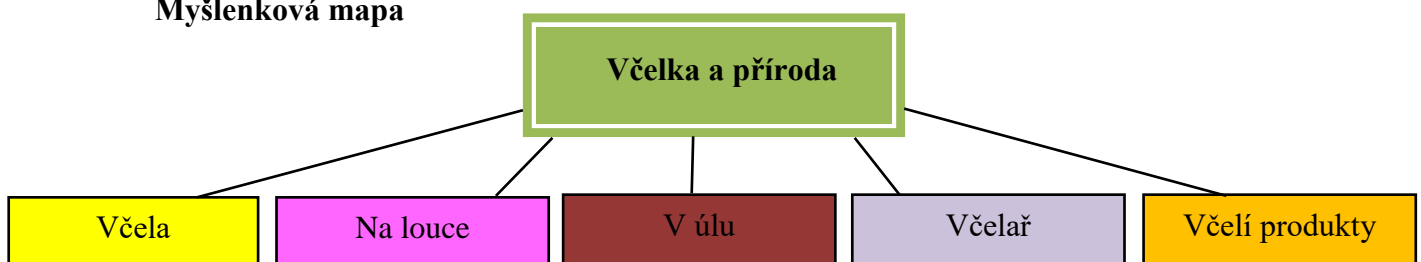 Myšlenková mapa
Včelka a příroda
Včela
Na louce
V úlu
Včelař
Včelí produkty